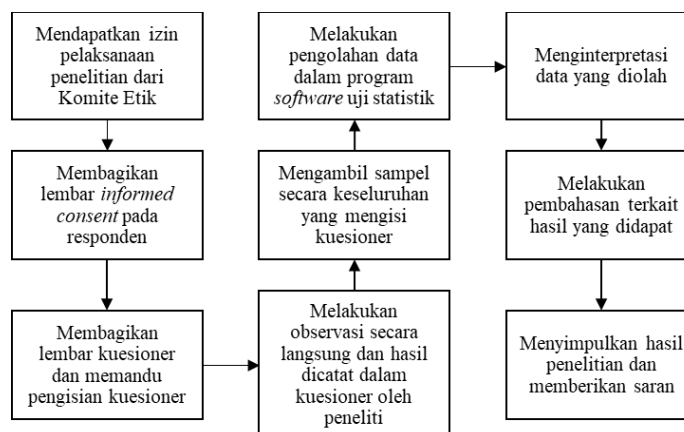 Mendapatkan izin
pelaksanaan
penelitian dari
Komite Etik
Membagikan
lembar informed
consent pada
responden
Membagikan
lembar kuesioner
dan memandu
pengisian kuesioner
Melakukan
observasi secara
langsung dan hasil
dicatat dalam
kuesioner oleh
peneliti
Mengambil sampel
secara keseluruhan
yang mengisi
kuesioner
Melakukan
pengolahan data
dalam program
software uji statistik
Menginterpretasi
data yang diolah
Melakukan
pembahasan terkait
hasil yang didapat
Menyimpulkan hasil
penelitian dan
memberikan saran